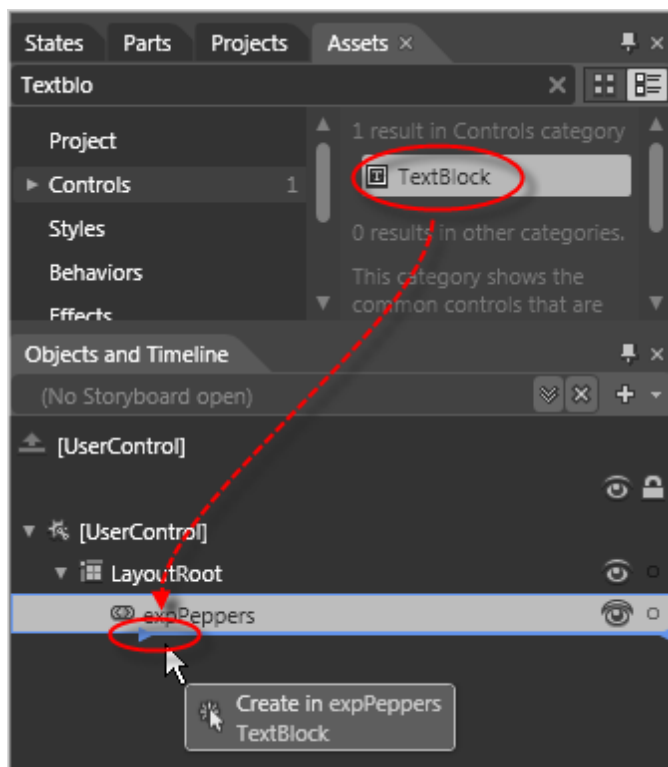 States Parts Projects Assets
Textblo
Project
Controls 1
Styles
Behaviors
Effects
1 result in Controls category
TextBlock
0 results in other categories.
This category shows the
common controls that are
Objects and Timeline
(No Storyboard open)
[UserControl]
[UserControl]
LayoutRoot
expPeppers
Create in expPeppers
TextBlock